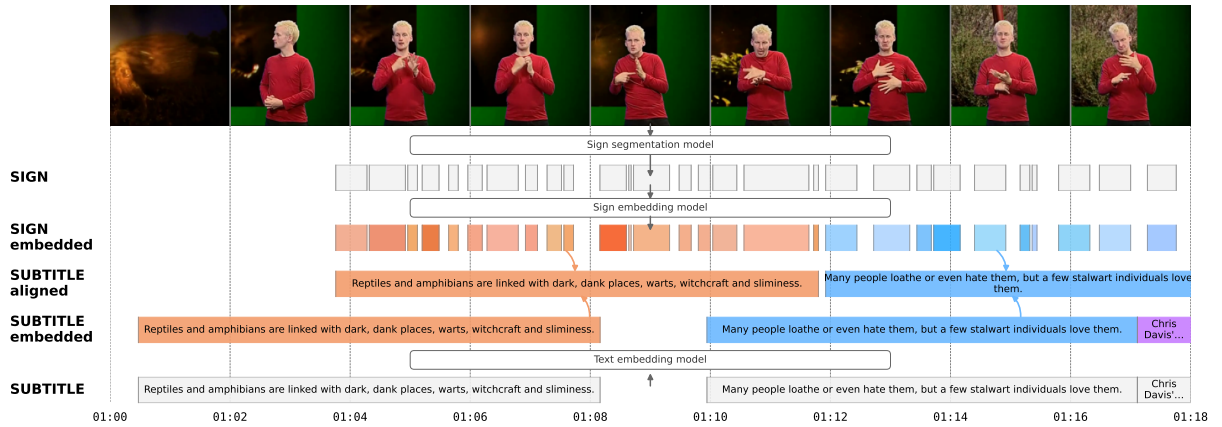 Sign segmentation model
SIGN
Sign embedding model
SIGN
embedded
SUBTITLE
aligned
Reptiles and amphibians are linked with dark, dank places, warts, witchcraft and sliminess.
Many people loathe or even hate them, but a few stalwart individuals love
them.
SUBTITLE
embedded
Reptiles and amphibians are linked with dark, dank places, warts, witchcraft and sliminess.
Many people loathe or even hate them, but a few stalwart individuals love them.
Chris
Davis'...
Text embedding model
SUBTITLE
Reptiles and amphibians are linked with dark, dank places, warts, witchcraft and sliminess.
Many people loathe or even hate them, but a few stalwart individuals love them.
Chris
Davis'...
01:00 01:02 01:04 01:06 01:08 01:10 01:12 01:14 01:16 01:18